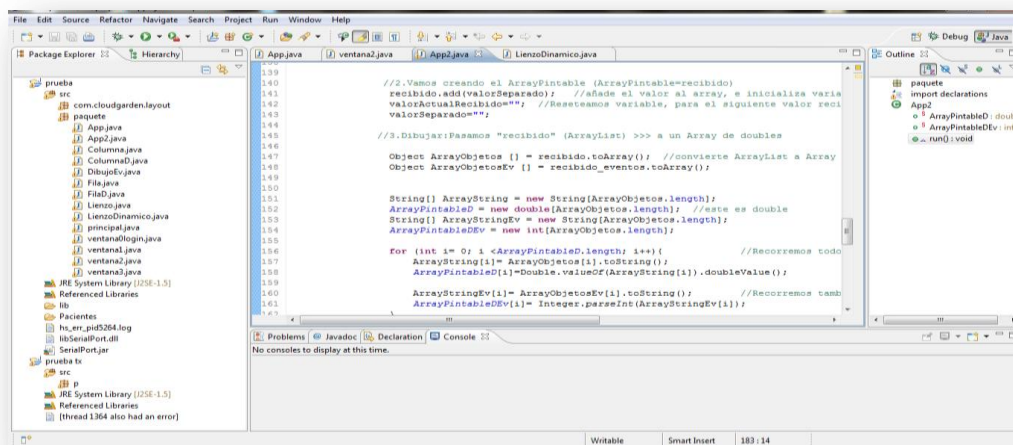 File Edit Source Refactor Navigate Search Project Run Window Help
Debug Java
Package Explorer Hierarchy
prueba
src
com.cloudgarden.layout
paquete
App.java
App2.java
Columna.java
ColumnaD.java
DibujoEv.java
Fila.java
FilaD.java
Lienzo.java
LienzoDinamico.java
principal.java
ventana0login.java
ventana1.java
ventana2.java
ventana3.java
JRE System Library [J2SE-1.5]
Referenced Libraries
lib
Pacientes
hs_err_pid5264.log
libSerialPort.dll
SerialPort.jar
prueba tx
src
p
JRE System Library [J2SE-1.5]
Referenced Libraries
[thread 1364 also had an error]
App.java ventana2.java App2.java LienzoDinamico.java
139
140 //2.Vamos creando el ArrayPintable (ArrayPintable=recibido)
141 recibido.add(valorSeparado); //añade el valor al array, e inicializa varia
142 valorActualRecibido=""; //Reseteamos variable, para el siguiente valor reci
143 valorSeparado="";
144
145 //3.Dibujar:Pasamos "recibido" (ArrayList) >>> a un Array de doubles
146
147 Object ArrayObjetos [] = recibido.toArray(); //convierte ArrayList a Array
148 Object ArrayObjetosEv [] = recibido_eventos.toArray();
149
150
151 String[] ArrayString = new String[ArrayObjetos.length];
152 ArrayPintableD = new double[ArrayObjetos.length]; //este es double
153 String[] ArrayStringEv = new String[ArrayObjetos.length];
154 ArrayPintableDEv = new int[ArrayObjetos.length];
155
156 for (int i= 0; i <ArrayPintableD.length; i++){ //Recorremos todo
157 ArrayString[i]= ArrayObjetos[i].toString();
158 ArrayPintableD[i]=Double.valueOf(ArrayString[i]).doubleValue();
159
160 ArrayStringEv[i]= ArrayObjetosEv[i].toString(); //Recorremos tamb
161 ArrayPintableDEv[i]= Integer.parseInt(ArrayStringEv[i]);
Outline
paquete
import declarations
App2
ArrayPintableD : doub
ArrayPintableDEv : int
run() : void
Problems Javadoc Declaration Console
No consoles to display at this time.
Writable Smart Insert 183 : 14